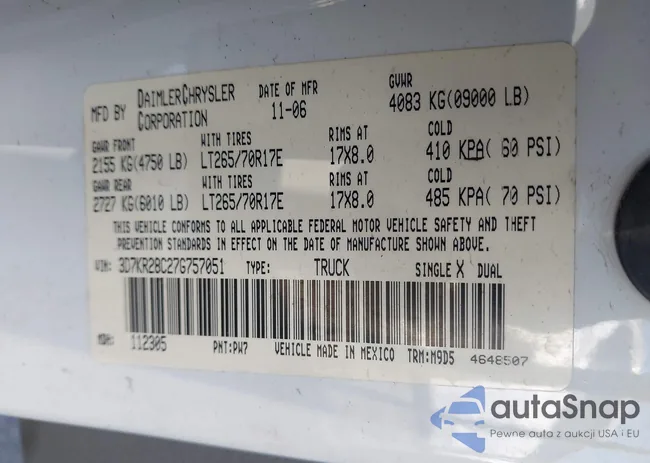 MFD BY DAIMLERCHRYSLER CORPORATION DATE OF MFR 11-06 GVWR 4083 KG(09000 LB)
GAWR FRONT WITH TIRES RIMS AT COLD
2155 KG(4750 LB) LT265/70R17E 17X8.0 410 KPA( 60 PSI)
GAWR REAR WITH TIRES RIMS AT COLD
2727 KG(6010 LB) LT265/70R17E 17X8.0 485 KPA( 70 PSI)
THIS VEHICLE CONFORMS TO ALL APPLICABLE FEDERAL MOTOR VEHICLE SAFETY AND THEFT
PREVENTION STANDARDS IN EFFECT ON THE DATE OF MANUFACTURE SHOWN ABOVE.
VIN: 3D7KR28C27G757051 TYPE: TRUCK SINGLE X DUAL
MDH: 112305 PNT:PW7 VEHICLE MADE IN MEXICO TRM:M9D5 4648507
autaSnap
Pewne auta z aukcji USA i EU